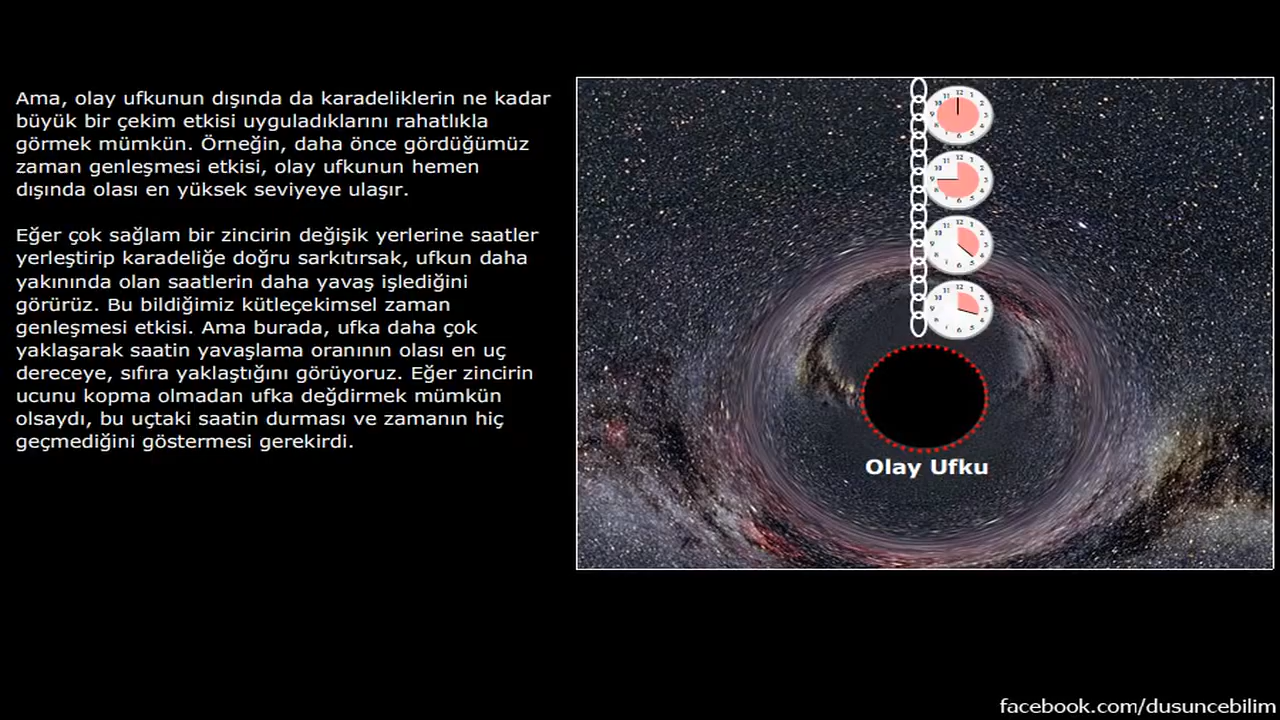 Ama, olay ufkunun dışında da karadeliklerin ne kadar
büyük bir çekim etkisi uyguladıklarını rahatlıkla
görmek mümkün. Örneğin, daha önce gördüğümüz
zaman genleşmesi etkisi, olay ufkunun hemen
dışında olası en yüksek seviyeye ulaşır.
Eğer çok sağlam bir zincirin değişik yerlerine saatler
yerleştirip karadeliğe doğru sarkıtırsak, ufkun daha
yakınında olan saatlerin daha yavaş işlediğini
görürüz. Bu bildiğimiz kütleçekimsel zaman
genleşmesi etkisi. Ama burada, ufka daha çok
yaklaşarak saatin yavaşlama oranının olası en uç
dereceye, sıfıra yaklaştığını görüyoruz. Eğer zincirin
ucunu kopma olmadan ufka değdirmek mümkün
olsaydı, bu uçtaki saatin durması ve zamanın hiç
geçmediğini göstermesi gerekirdi.
Olay Ufku
facebook.com/dusuncebilim